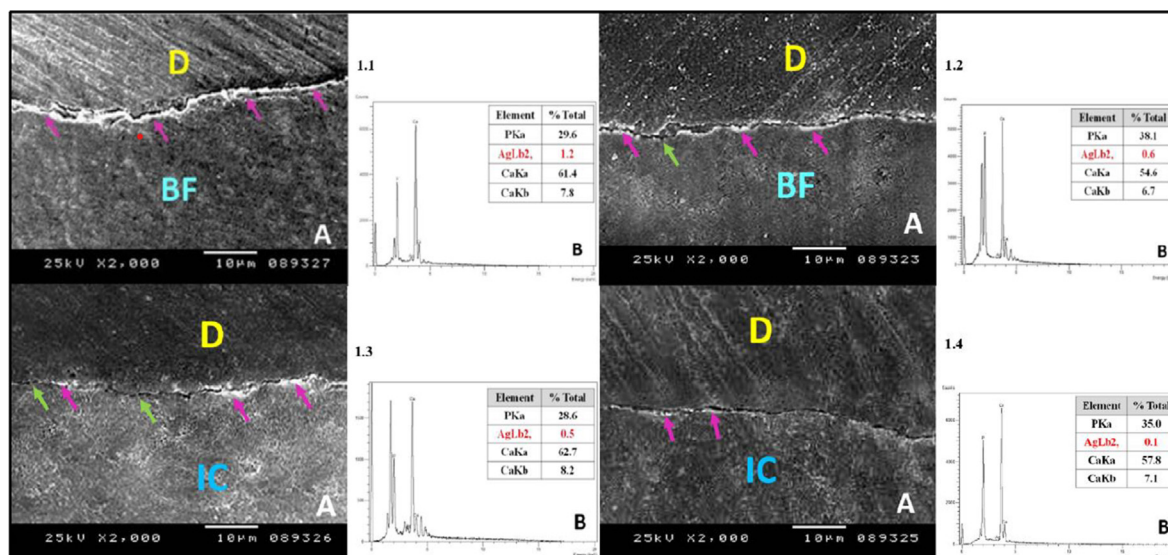 D
BF
A
25kV X2,000 10µm 089327
1.1
Element % Total
PKa 29.6
AgLb2, 1.2
CaKa 61.4
CaKb 7.8
B
D
BF
A
25kV X2,000 10µm 089323
1.2
Element % Total
PKa 38.1
AgLb2, 0.6
CaKa 54.6
CaKb 6.7
B
D
IC
A
25kV X2,000 10µm 089326
1.3
Element % Total
PKa 28.6
AgLb2, 0.5
CaKa 62.7
CaKb 8.2
B
D
IC
A
25kV X2,000 10µm 089325
1.4
Element % Total
PKa 35.0
AgLb2, 0.1
CaKa 57.8
CaKb 7.1
B